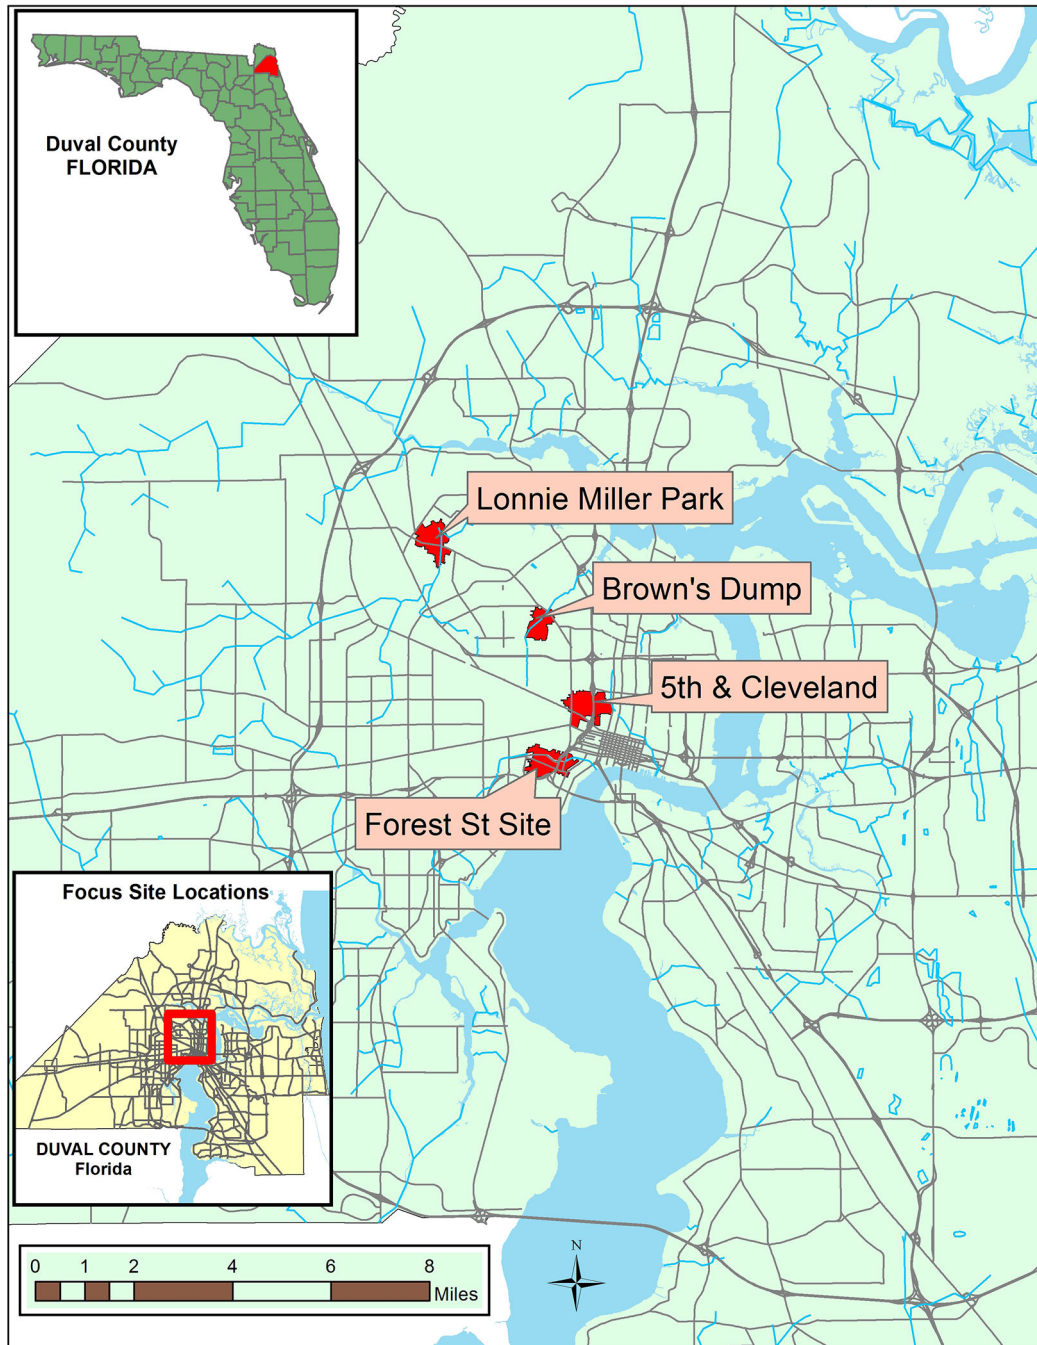 Duval County
FLORIDA
Lonnie Miller Park
Brown's Dump
5th & Cleveland
Forest St Site
Focus Site Locations
DUVAL COUNTY
Florida
0 1 2 4 6 8
Miles
N